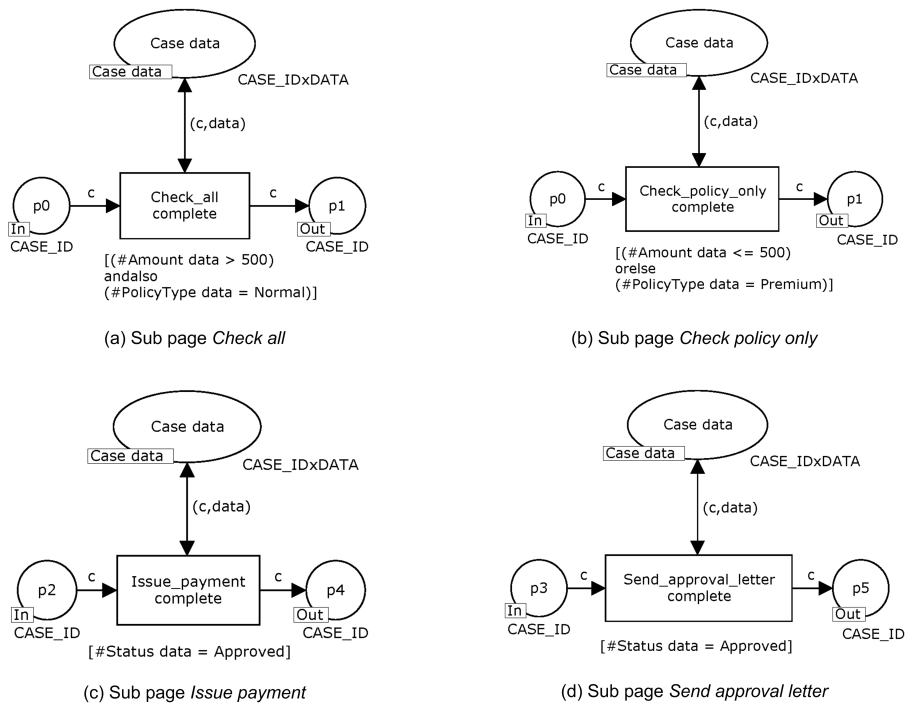 Case data
Case data
CASE_IDxDATA
(c,data)
p0
In
CASE_ID
c
Check_all
complete
c
p1
Out
CASE_ID
[(#Amount data > 500)
andalso
(#PolicyType data = Normal)]
(a) Sub page Check all
Case data
Case data
CASE_IDxDATA
(c,data)
p0
In
CASE_ID
c
Check_policy_only
complete
c
p1
Out
CASE_ID
[(#Amount data <= 500)
orelse
(#PolicyType data = Premium)]
(b) Sub page Check policy only
Case data
Case data
CASE_IDxDATA
(c,data)
p2
In
CASE_ID
c
Issue_payment
complete
c
p4
Out
CASE_ID
[#Status data = Approved]
(c) Sub page Issue payment
Case data
Case data
CASE_IDxDATA
(c,data)
p3
In
CASE_ID
c
Send_approval_letter
complete
c
p5
Out
CASE_ID
[#Status data = Approved]
(d) Sub page Send approval letter